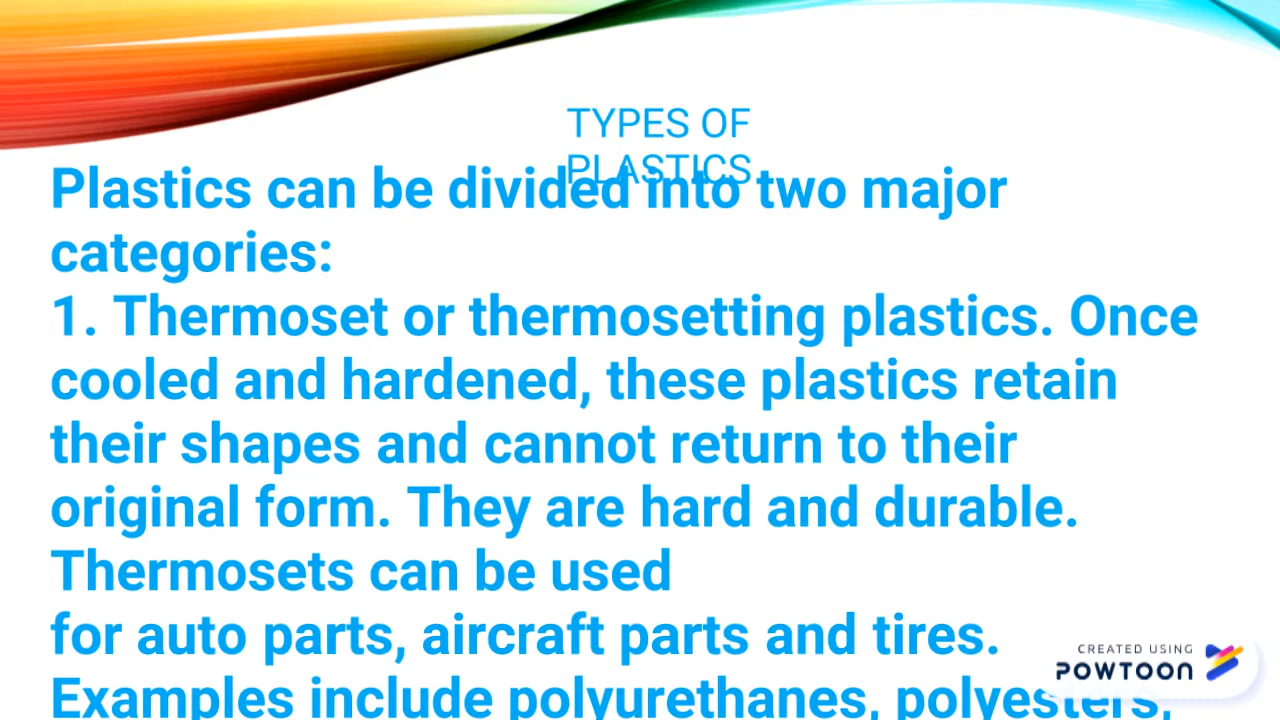 TYPES OF
PLASTICS
Plastics can be divided into two major
categories:
1. Thermoset or thermosetting plastics. Once
cooled and hardened, these plastics retain
their shapes and cannot return to their
original form. They are hard and durable.
Thermosets can be used
for auto parts, aircraft parts and tires.
Examples include polyurethanes, polyesters,
CREATED USING
POWTOON